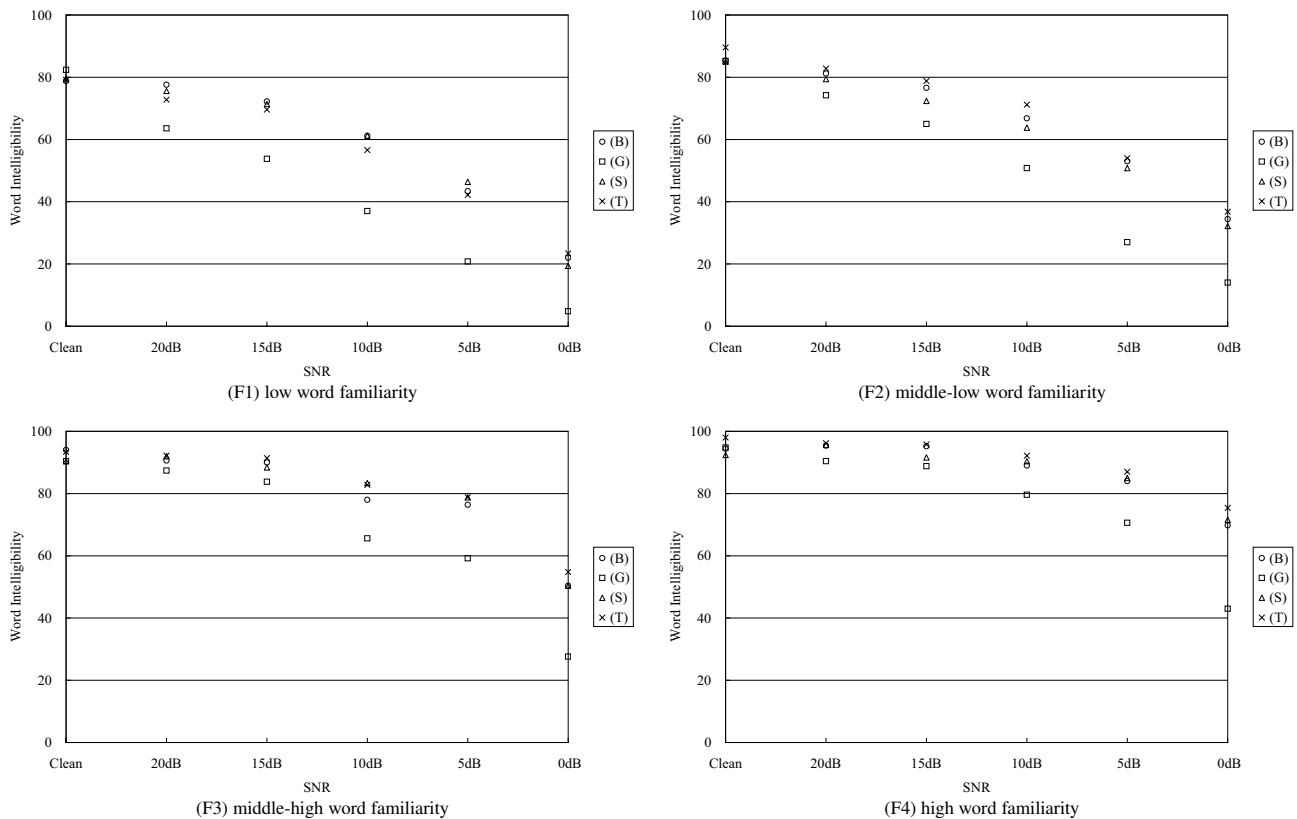 100
80
60
40
20
0
Word Intelligibility
Clean 20dB 15dB 10dB 5dB 0dB
SNR
(B)
(G)
(S)
(T)
(F1) low word familiarity
100
80
60
40
20
0
Word Intelligibility
Clean 20dB 15dB 10dB 5dB 0dB
SNR
(B)
(G)
(S)
(T)
(F2) middle-low word familiarity
100
80
60
40
20
0
Word Intelligibility
Clean 20dB 15dB 10dB 5dB 0dB
SNR
(B)
(G)
(S)
(T)
(F3) middle-high word familiarity
100
80
60
40
20
0
Word Intelligibility
Clean 20dB 15dB 10dB 5dB 0dB
SNR
(B)
(G)
(S)
(T)
(F4) high word familiarity